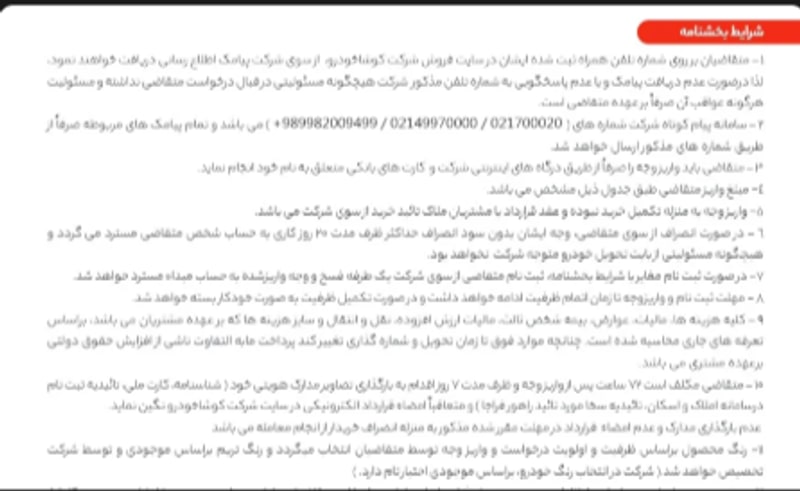 شرایط بخشنامه
۱- متقاضیان بر روی شماره تلفن همراه ثبت شده ایشان در سایت فروش شرکت کوشاخودرو، از سوی شرکت پیامک اطلاع رسانی دریافت خواهند نمود.
لذا درصورت عدم دریافت پیامک و یا عدم پاسخگویی به شماره تلفن مذکور شرکت هیچگونه مسئولیتی در قبال درخواست متقاضی نداشته و مسئولیت
هرگونه عواقب آن صرفاً بر عهده متقاضی است.
۲- سامانه پیام کوتاه شرکت شماره های ( 021700020 / 02149970000 / 989982009499+ ) می باشد و تمام پیامک های مربوطه صرفاً از
طریق شماره های مذکور ارسال خواهد شد.
۳- متقاضی باید واریز وجه را صرفاً از طریق درگاه های اینترنتی شرکت و کارت های بانکی متعلق به نام خود انجام نماید.
٤- مبلغ واریز متقاضی طبق جدول ذیل مشخص می باشد.
۵- واریز وجه به منزله تکمیل خرید نبوده و عقد قرارداد با مشتریان ملاک تائید خرید از سوی شرکت می باشد.
٦- در صورت انصراف از سوی متقاضی، وجه ایشان بدون سود انصراف حداکثر ظرف مدت ۲۰ روز کاری به حساب شخص متقاضی مسترد می گردد و
هیچگونه مسئولیتی از بابت تحویل خودرو متوجه شرکت نخواهد بود.
۷- در صورت ثبت نام مغایر با شرایط بخشنامه، ثبت نام متقاضی از سوی شرکت یک طرفه فسخ و وجه واریز شده به حساب مبداء مسترد خواهد شد.
۸- مهلت ثبت نام و واریز وجه تا زمان اتمام ظرفیت ادامه خواهد داشت و در صورت تکمیل ظرفیت به صورت خودکار بسته خواهد شد.
۹- کلیه هزینه ها، مالیات، عوارض، بیمه شخص ثالث، مالیات ارزش افزوده، نقل و انتقال و سایر هزینه ها که بر عهده مشتریان می باشد، براساس
تعرفه های جاری محاسبه شده است. چنانچه موارد فوق تا زمان تحویل و شماره گذاری تغییر کند پرداخت مابه التفاوت ناشی از افزایش حقوق دولتی
برعهده مشتری می باشد.
۱۰- متقاضی مکلف است ۷۲ ساعت پس از واریز وجه و ظرف مدت ۷ روز اقدام به بارگذاری تصاویر مدارک هویتی خود ( شناسنامه، کارت ملی، تائیدیه ثبت نام
در سامانه املاک و اسکان، تائیدیه سخا مورد تائید راهور فراجا ) و متعاقباً امضاء قرارداد الکترونیکی در سایت شرکت کوشاخودرو نگین نماید.
عدم بارگذاری مدارک و عدم امضاء قرارداد در مهلت مقرر شده مذکور به منزله انصراف خریدار از انجام معامله می باشد
۱۱- رنگ محصول براساس ظرفیت و اولویت درخواست و واریز وجه توسط متقاضیان انتخاب میگردد و رنگ تریم براساس موجودی و توسط شرکت
تخصیص خواهد شد ( شرکت در انتخاب رنگ خودرو، براساس موجودی اختیار تام دارد. )